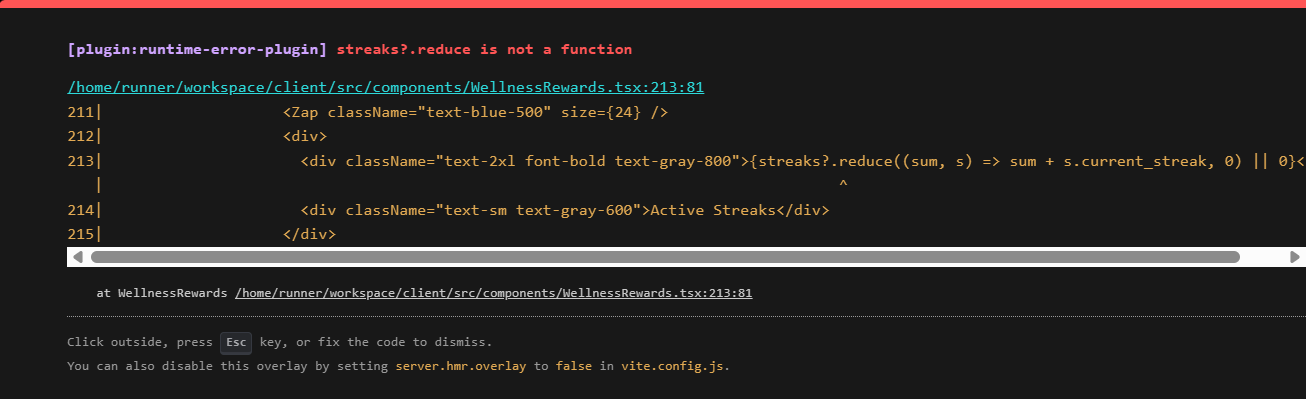 [plugin:runtime-error-plugin] streaks?.reduce is not a function
/home/runner/workspace/client/src/components/WellnessRewards.tsx:213:81
211|                    <Zap className="text-blue-500" size={24} />
212|                    <div>
213|                      <div className="text-2xl font-bold text-gray-800">{streaks?.reduce((sum, s) => sum + s.current_streak, 0) || 0}<
   |                                                                                 ^
214|                      <div className="text-sm text-gray-600">Active Streaks</div>
215|                    </div>
at WellnessRewards /home/runner/workspace/client/src/components/WellnessRewards.tsx:213:81
Click outside, press Esc key, or fix the code to dismiss.
You can also disable this overlay by setting server.hmr.overlay to false in vite.config.js.